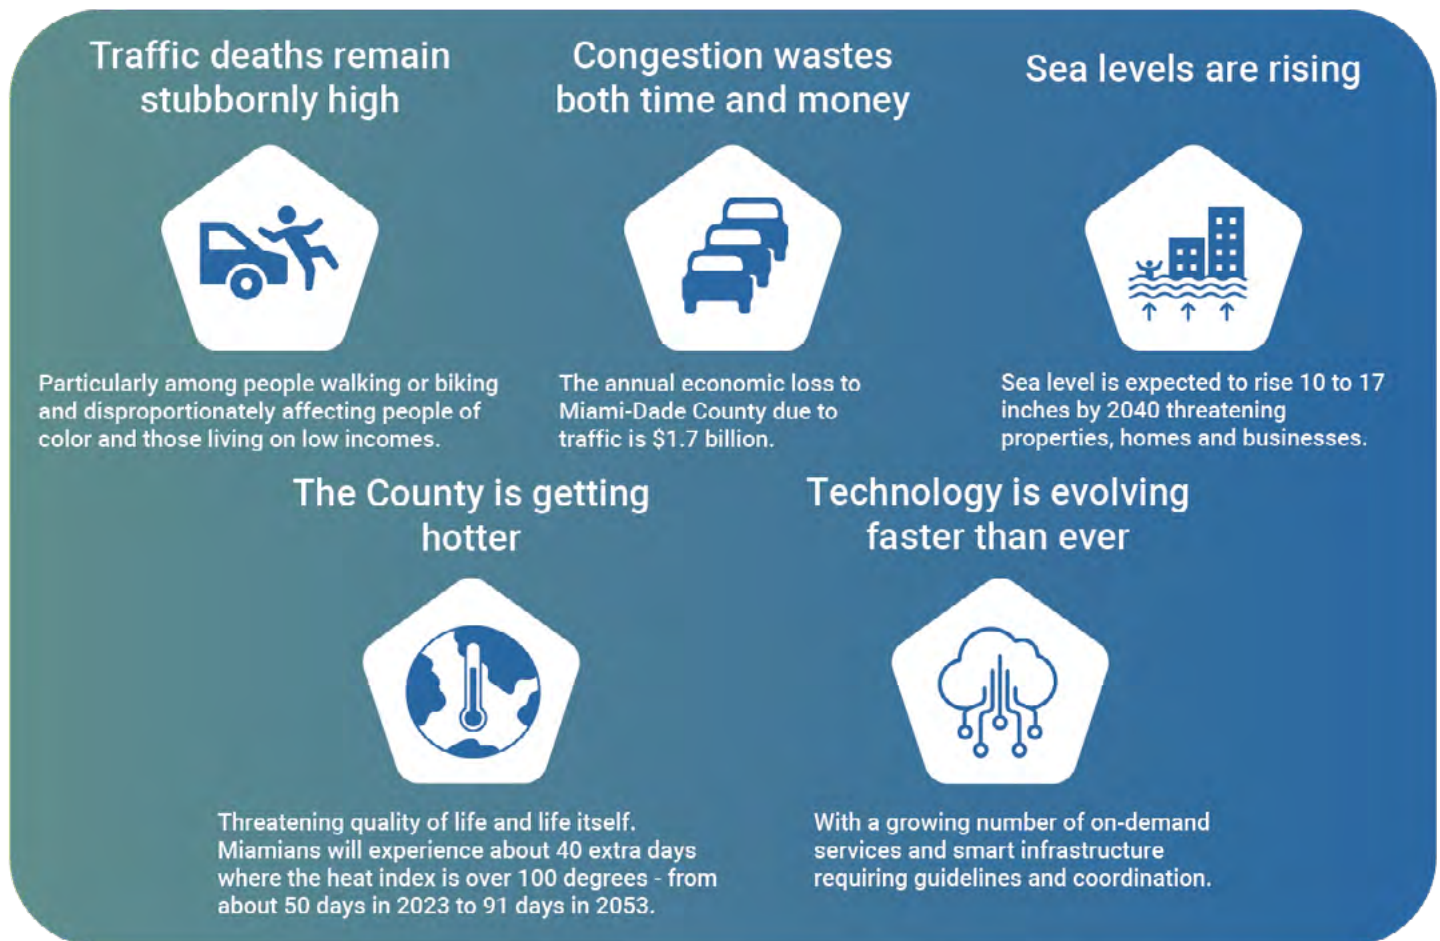 Traffic deaths remain
stubbornly high
Particularly among people walking or biking
and disproportionately affecting people of
color and those living on low incomes.
Congestion wastes
both time and money
The annual economic loss to
Miami-Dade County due to
traffic is $1.7 billion.
Sea levels are rising
Sea level is expected to rise 10 to 17
inches by 2040 threatening
properties, homes and businesses.
The County is getting
hotter
Threatening quality of life and life itself.
Miamians will experience about 40 extra days
where the heat index is over 100 degrees - from
about 50 days in 2023 to 91 days in 2053.
Technology is evolving
faster than ever
With a growing number of on-demand
services and smart infrastructure
requiring guidelines and coordination.